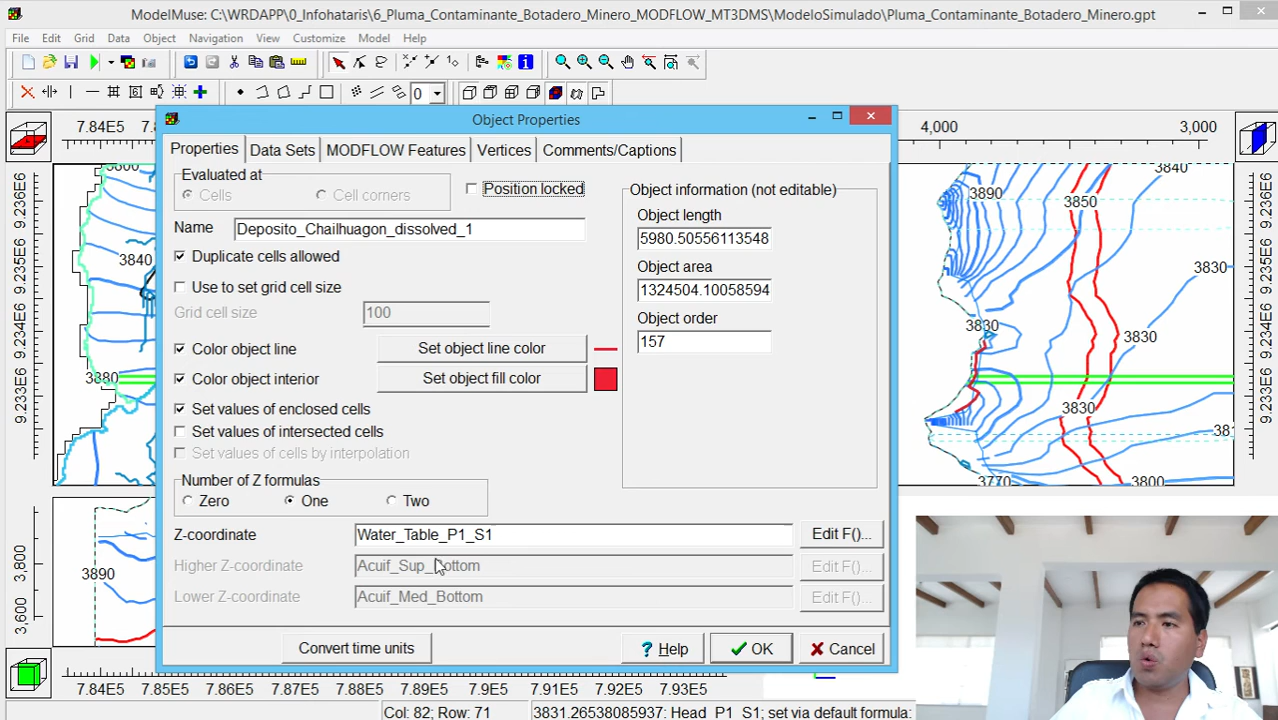 ModelMuse: C:\WRDAPP\0_Infohataris\6_Pluma_Contaminante_Botadero_Minero_MODFLOW_MT3DMS\ModeloSimulado\Pluma_Contaminante_Botadero_Minero.gpt
File Edit Grid Data Object Navigation View Customize Model Help
0
Object Properties
7.84E5
4,000
3,000
Properties
Data Sets
MODFLOW Features
Vertices
Comments/Captions
Evaluated at
Cells
Cell corners
Position locked
Name
Deposito_Chailhuagon_dissolved_1
Duplicate cells allowed
Use to set grid cell size
Grid cell size
100
Color object line
Set object line color
Color object interior
Set object fill color
Set values of enclosed cells
Set values of intersected cells
Set values of cells by interpolation
Number of Z formulas
Zero
One
Two
Z-coordinate
Water_Table_P1_S1
Edit F()...
Higher Z-coordinate
Acuif_Sup_Bottom
Edit F()...
Lower Z-coordinate
Acuif_Med_Bottom
Edit F()...
Convert time units
Help
OK
Cancel
Object information (not editable)
Object length
5980.50556113548
Object area
1324504.10058594
Object order
157
9.236E6
9.235E6
9.233E6
3840
3880
3,800
3,600
3890
3890
3850
3840
3830
3830
3830
3830
3770
3800
9.236E6
9.235E6
9.233E6
7.84E5
7.85E5
7.86E5
7.87E5
7.88E5
7.89E5
7.9E5
7.91E5
7.92E5
7.93E5
Col: 82; Row: 71
3831.26538085937: Head_P1_S1; set via default formula: